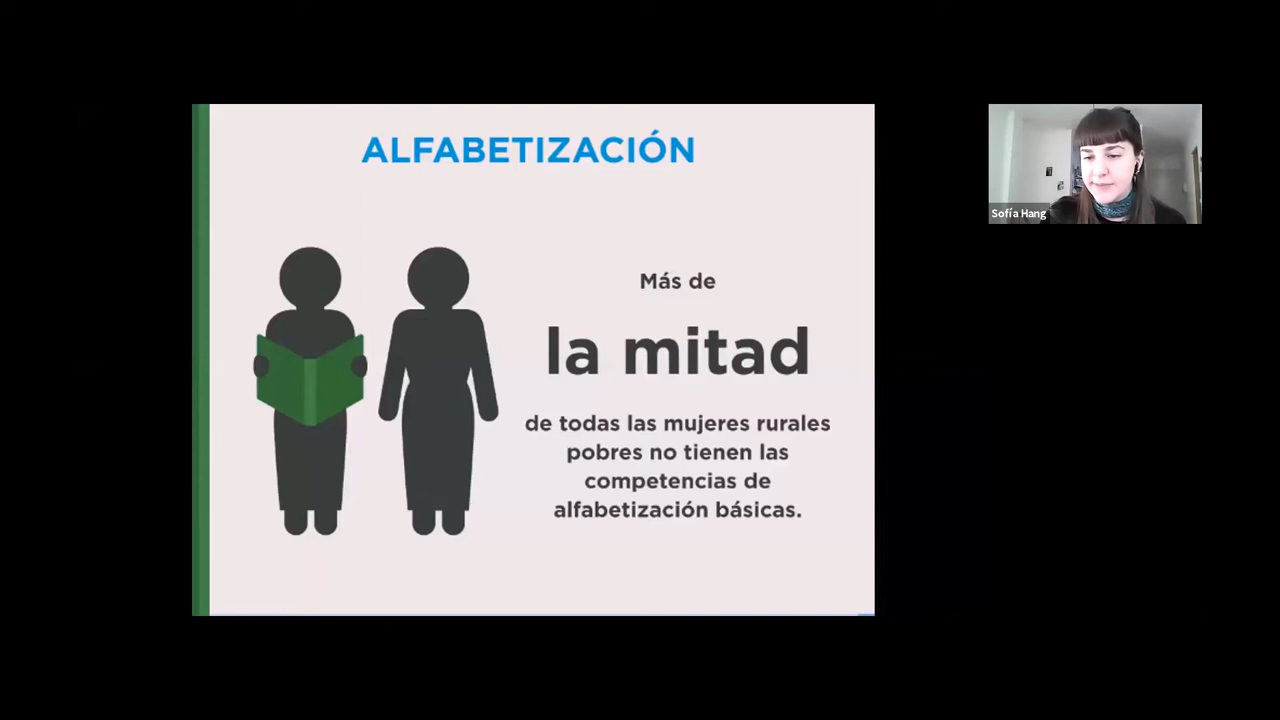 ALFABETIZACIÓN
Más de
la mitad
de todas las mujeres rurales
pobres no tienen las
competencias de
alfabetización básicas.
Sofía Hang